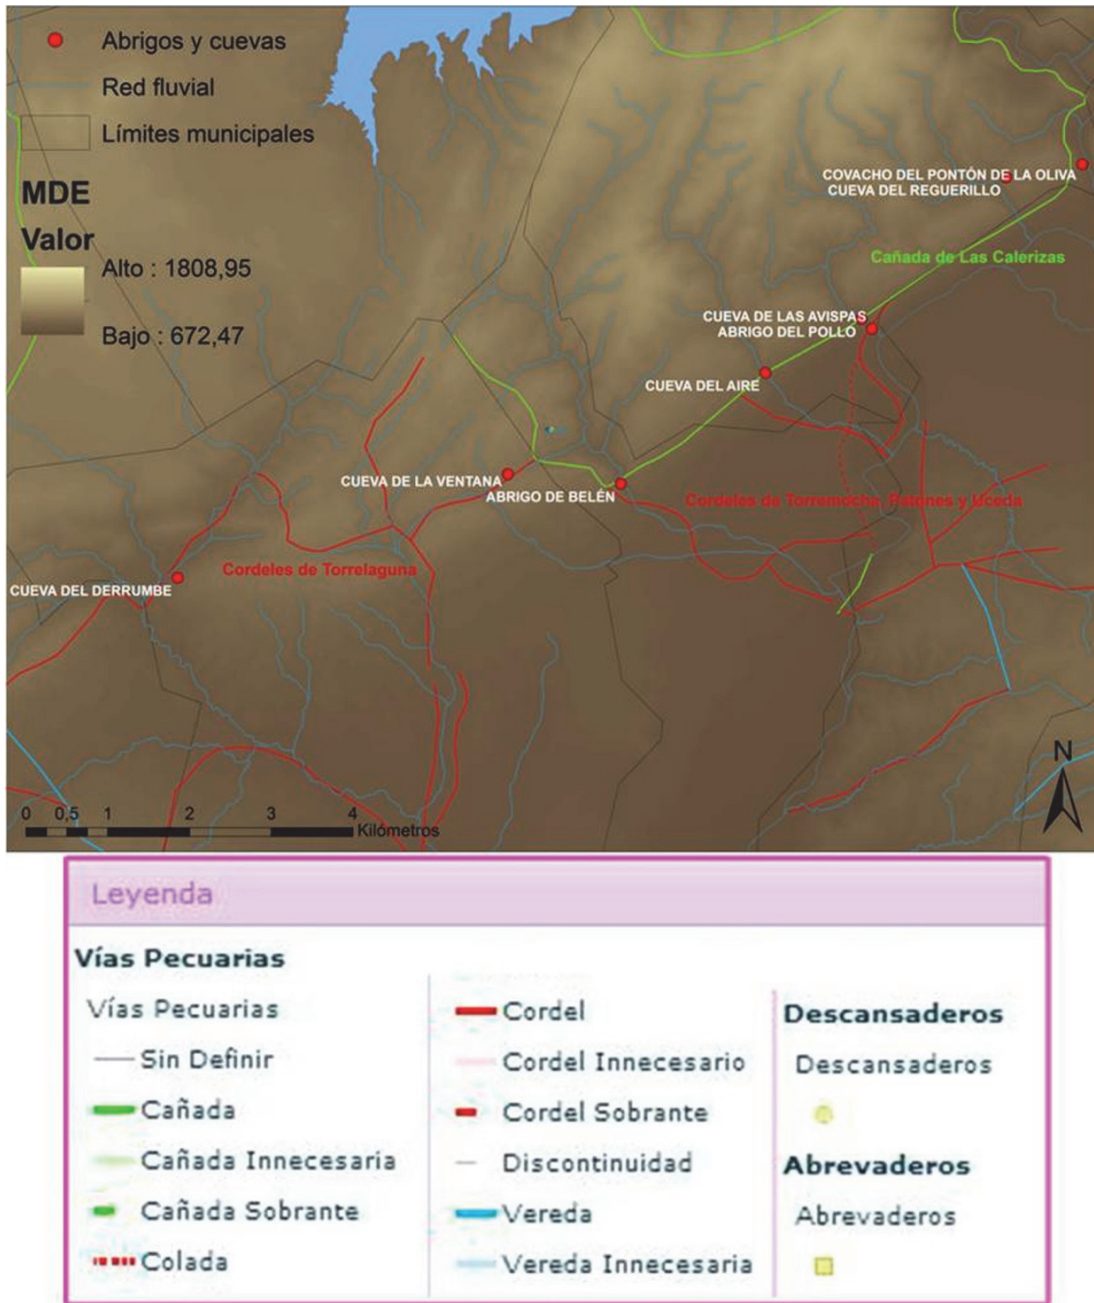 Abrigos y cuevas
Red fluvial
Límites municipales
MDE
Valor
Alto : 1808,95
Bajo : 672,47
COVACHO DEL PONTÓN DE LA OLIVA
CUEVA DEL REGUERILLO
Cañada de Las Calerizas
CUEVA DE LAS AVISPAS
ABRIGO DEL POLLO
CUEVA DEL AIRE
CUEVA DE LA VENTANA
ABRIGO DE BELÉN
Cordeles de Torremocha, Patones y Uceda
Cordeles de Torrelaguna
CUEVA DEL DERRUMBE
N
0 0,5 1 2 3 4
Kilómetros
Leyenda
Vías Pecuarias
Vías Pecuarias
Sin Definir
Cañada
Cañada Innecesaria
Cañada Sobrante
Colada
Cordel
Cordel Innecesario
Cordel Sobrante
Discontinuidad
Vereda
Vereda Innecesaria
Descansaderos
Descansaderos
Abrevaderos
Abrevaderos